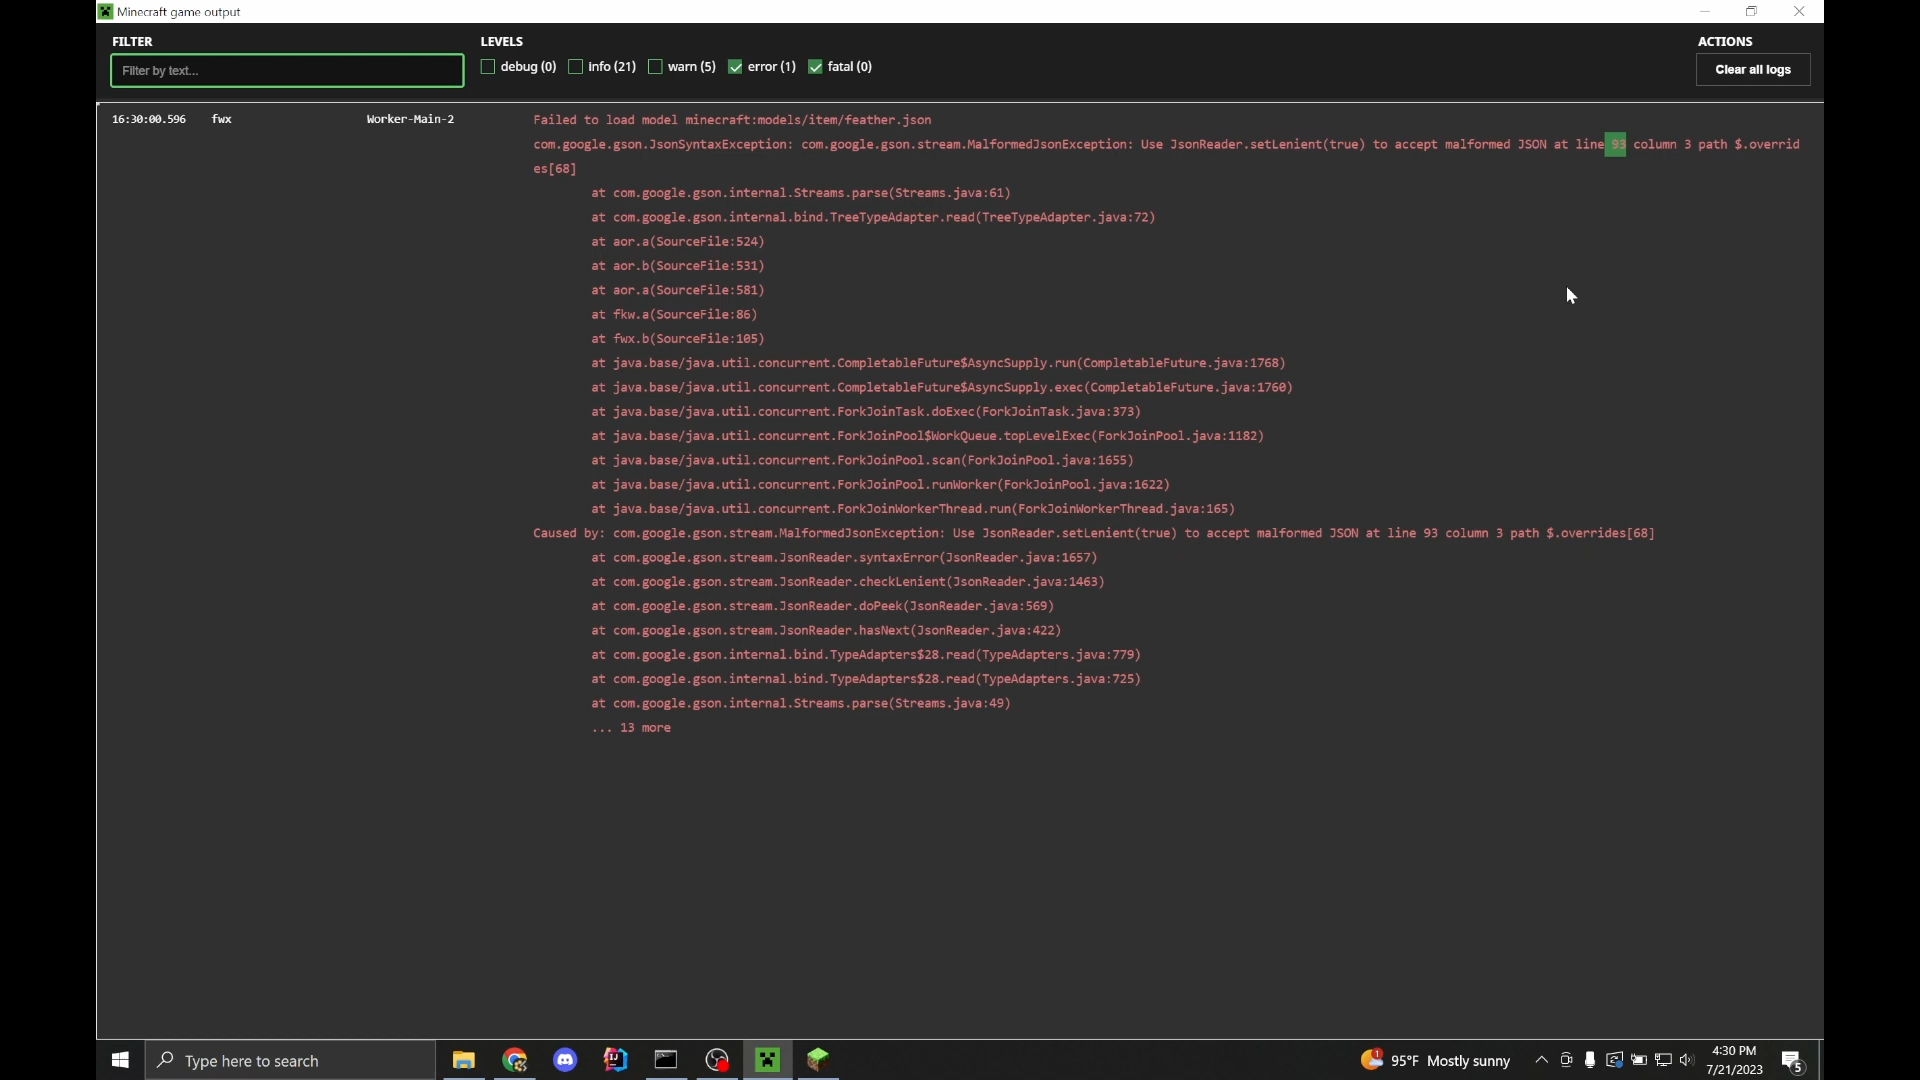 Minecraft game output
FILTER
LEVELS
ACTIONS
Filter by text...
debug (0) info (21) warn (5) error (1) fatal (0)
Clear all logs
16:30:00.596 fwx Worker-Main-2 Failed to load model minecraft:models/item/feather.json
com.google.gson.JsonSyntaxException: com.google.gson.stream.MalformedJsonException: Use JsonReader.setLenient(true) to accept malformed JSON at line 93 column 3 path $.overrid
es[68]
at com.google.gson.internal.Streams.parse(Streams.java:61)
at com.google.gson.internal.bind.TreeTypeAdapter.read(TreeTypeAdapter.java:72)
at aor.a(SourceFile:524)
at aor.b(SourceFile:531)
at aor.a(SourceFile:581)
at fkw.a(SourceFile:86)
at fwx.b(SourceFile:105)
at java.base/java.util.concurrent.CompletableFuture$AsyncSupply.run(CompletableFuture.java:1768)
at java.base/java.util.concurrent.CompletableFuture$AsyncSupply.exec(CompletableFuture.java:1760)
at java.base/java.util.concurrent.ForkJoinTask.doExec(ForkJoinTask.java:373)
at java.base/java.util.concurrent.ForkJoinPool$WorkQueue.topLevelExec(ForkJoinPool.java:1182)
at java.base/java.util.concurrent.ForkJoinPool.scan(ForkJoinPool.java:1655)
at java.base/java.util.concurrent.ForkJoinPool.runWorker(ForkJoinPool.java:1622)
at java.base/java.util.concurrent.ForkJoinWorkerThread.run(ForkJoinWorkerThread.java:165)
Caused by: com.google.gson.stream.MalformedJsonException: Use JsonReader.setLenient(true) to accept malformed JSON at line 93 column 3 path $.overrides[68]
at com.google.gson.stream.JsonReader.syntaxError(JsonReader.java:1657)
at com.google.gson.stream.JsonReader.checkLenient(JsonReader.java:1463)
at com.google.gson.stream.JsonReader.doPeek(JsonReader.java:569)
at com.google.gson.stream.JsonReader.hasNext(JsonReader.java:422)
at com.google.gson.internal.bind.TypeAdapters$28.read(TypeAdapters.java:779)
at com.google.gson.internal.bind.TypeAdapters$28.read(TypeAdapters.java:725)
at com.google.gson.internal.Streams.parse(Streams.java:49)
... 13 more
Type here to search
1
95°F Mostly sunny
4:30 PM
7/21/2023
5